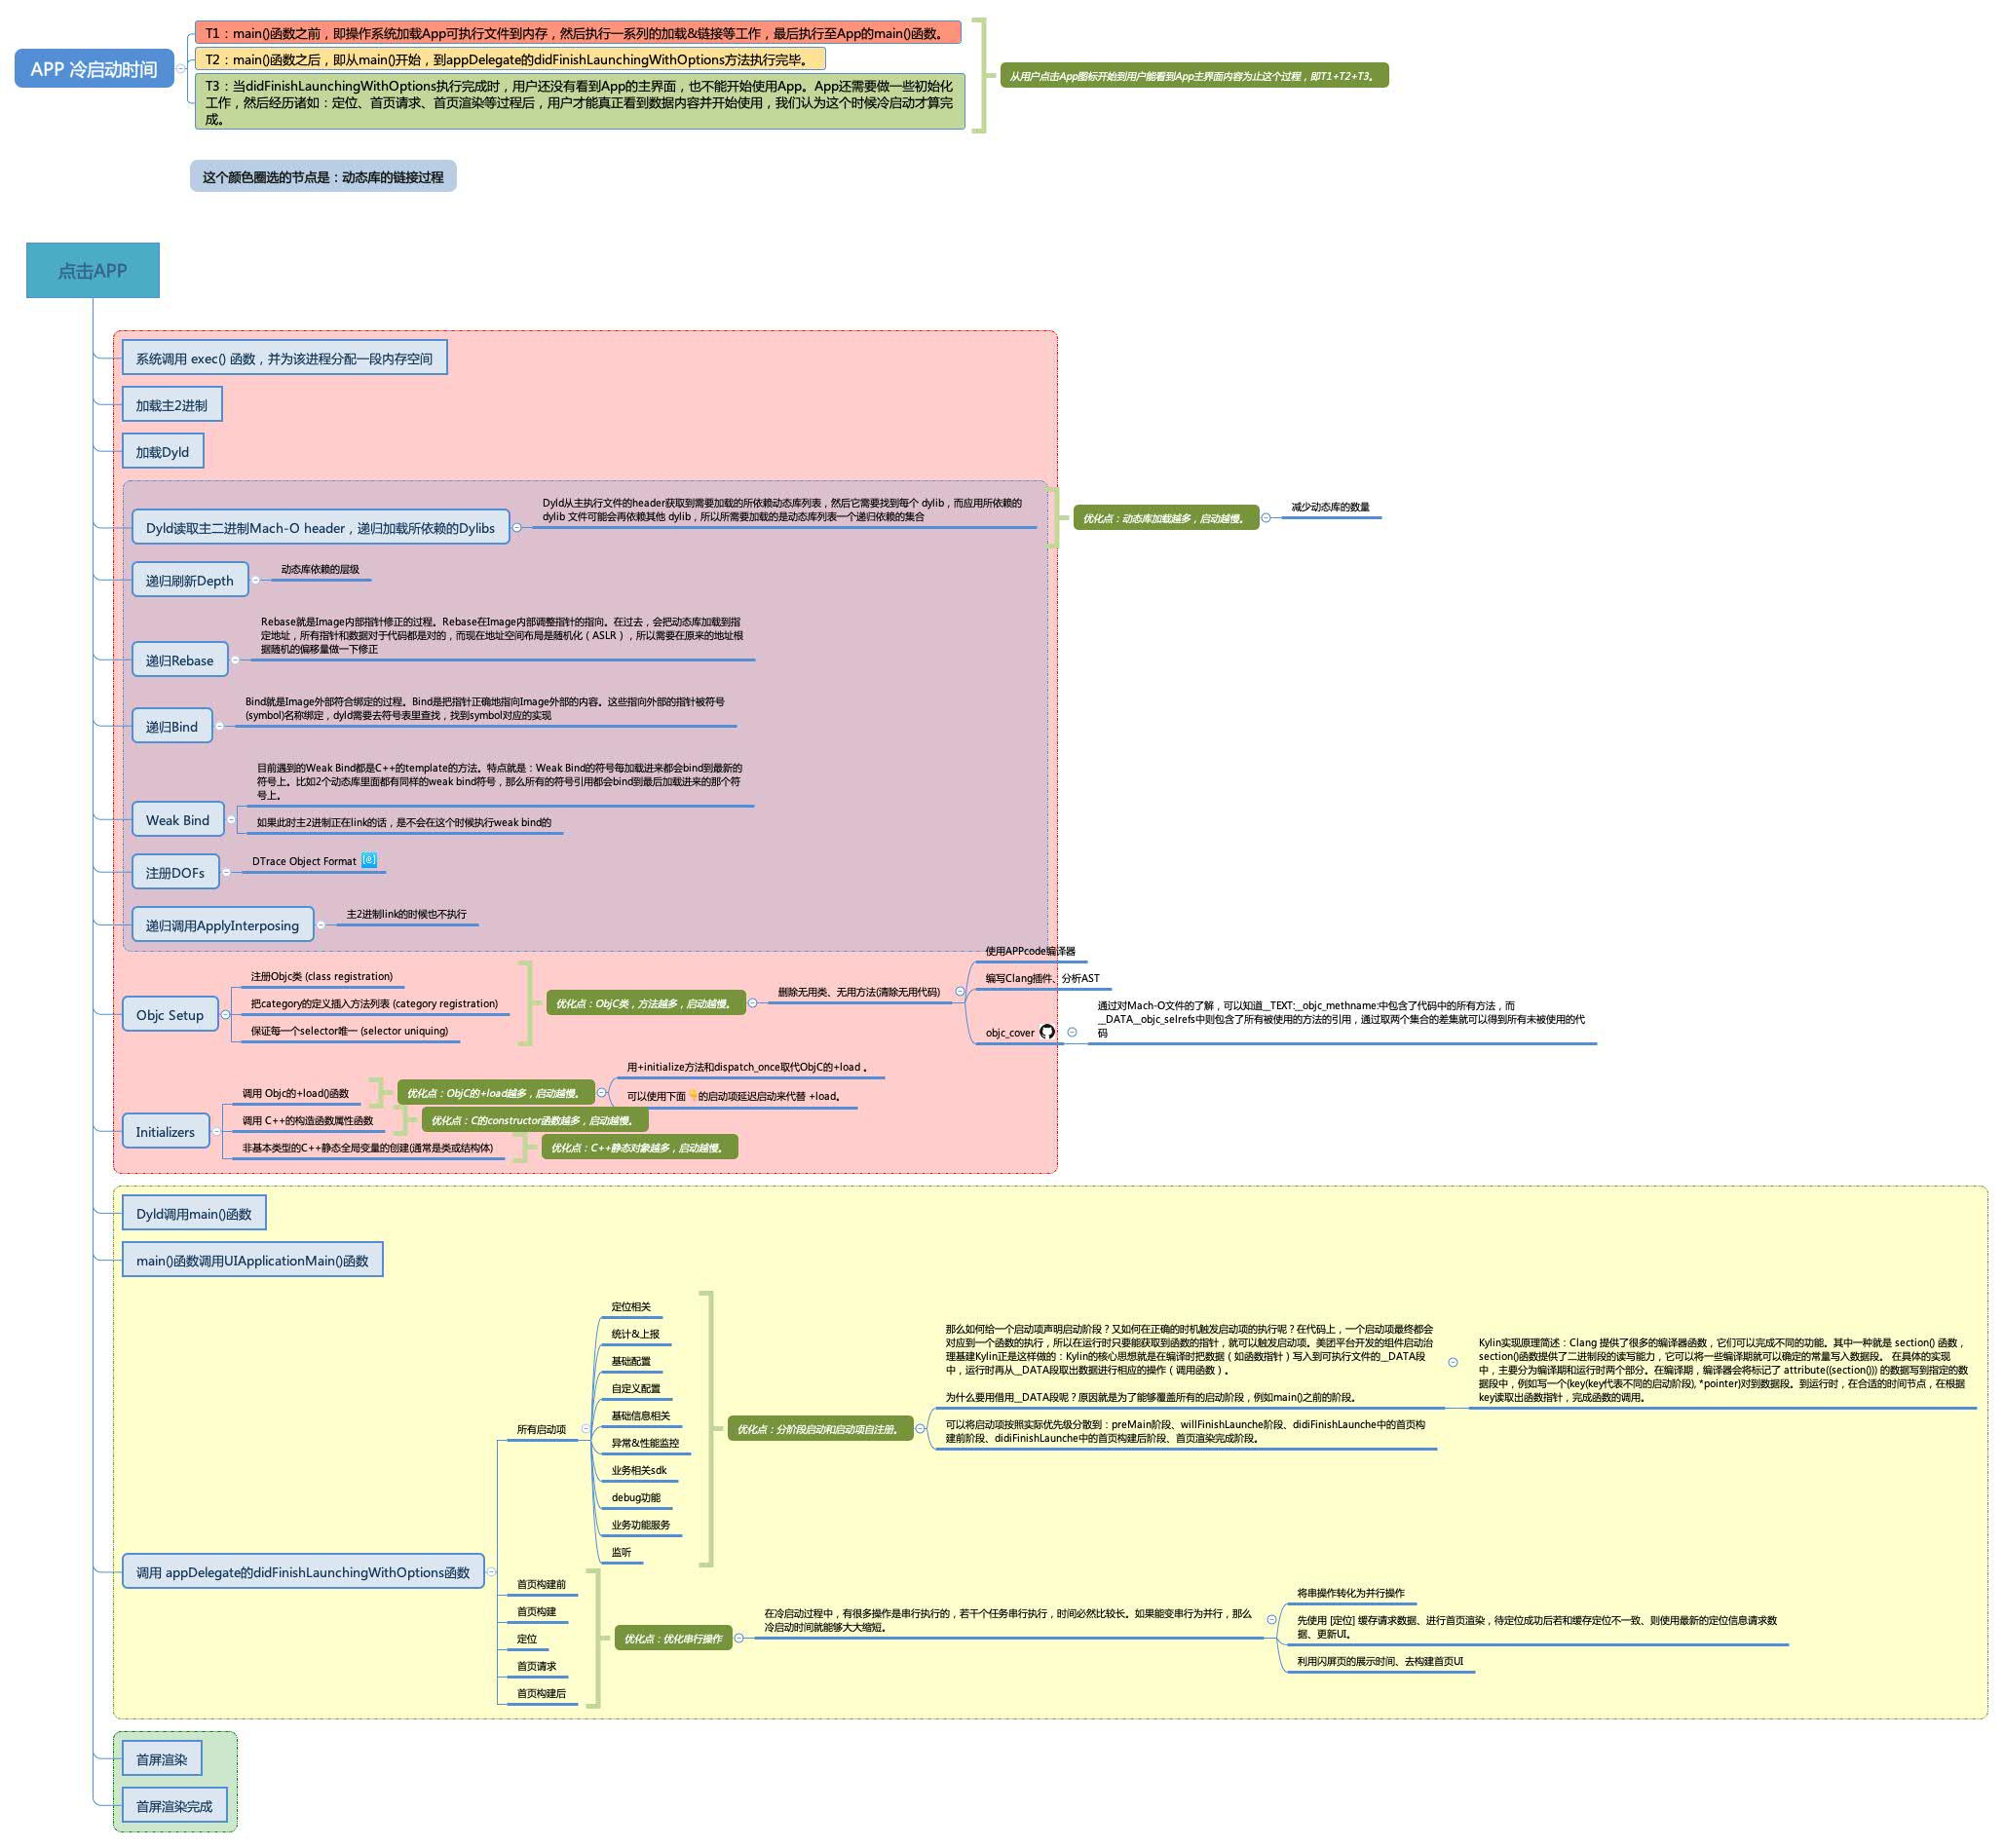 APP 冷启动时间
T1：main()函数之前，即操作系统加载App可执行文件到内存，然后执行一系列的加载&链接等工作，最后执行至App的main()函数。
T2：main()函数之后，即从main()开始，到appDelegate的didFinishLaunchingWithOptions方法执行完毕。
T3：当didFinishLaunchingWithOptions执行完成时，用户还没有看到App的主界面，也不能开始使用App。App还需要做一些初始化
工作，然后经历诸如：定位、首页请求、首页渲染等过程后，用户才能真正看到数据内容并开始使用，我们认为这个时候冷启动才算完
成。
从用户点击App图标开始到用户能看到App主界面内容为止这个过程，即T1+T2+T3。
这个颜色圈选的节点是：动态库的链接过程
点击APP
系统调用 exec() 函数，并为该进程分配一段内存空间
加载主2进制
加载Dyld
Dyld读取主二进制Mach-O header，递归加载所依赖的Dylibs
Dyld从主执行文件的header获取到需要加载的所依赖动态库列表，然后它需要找到每个 dylib，而应用所依赖的
dylib 文件可能会再依赖其他 dylib，所以所需要加载的是动态库列表一个递归依赖的集合
优化点：动态库加载越多，启动越慢。
减少动态库的数量
递归刷新Depth
动态库依赖的层级
递归Rebase
Rebase就是Image内部指针修正的过程。Rebase在Image内部调整指针的指向。在过去，会把动态库加载到指
定地址，所有指针和数据对于代码都是对的，而现在地址空间布局是随机化（ASLR），所以需要在原来的地址根
据随机的偏移量做一下修正
递归Bind
Bind就是Image外部符合绑定的过程。Bind是把指针正确地指向Image外部的内容。这些指向外部的指针被符号
(symbol)名称绑定，dyld需要去符号表里查找，找到symbol对应的实现
Weak Bind
目前遇到的Weak Bind都是C++的template的方法。特点就是：Weak Bind的符号每加载进来都会bind到最新的
符号上。比如2个动态库里面都有同样的weak bind符号，那么所有的符号引用都会bind到最后加载进来的那个符
号上。
如果此时主2进制正在link的话，是不会在这个时候执行weak bind的
注册DOFs
DTrace Object Format
递归调用ApplyInterposing
主2进制link的时候也不执行
Objc Setup
注册Objc类 (class registration)
把category的定义插入方法列表 (category registration)
保证每一个selector唯一 (selector uniquing)
优化点：ObjC类，方法越多，启动越慢。
删除无用类、无用方法(清除无用代码)
使用APPcode编译器
编写Clang插件、分析AST
objc_cover
通过对Mach-O文件的了解，可以知道__TEXT:__objc_methname:中包含了代码中的所有方法，而
__DATA__objc_selrefs中则包含了所有被使用的方法的引用，通过取两个集合的差集就可以得到所有未被使用的代
码
Initializers
调用 Objc的+load()函数
优化点：ObjC的+load越多，启动越慢。
用+initialize方法和dispatch_once取代ObjC的+load 。
可以使用下面👇的启动项延迟启动来代替 +load。
调用 C++的构造函数属性函数
优化点：C的constructor函数越多，启动越慢。
非基本类型的C++静态全局变量的创建(通常是类或结构体)
优化点：C++静态对象越多，启动越慢。
Dyld调用main()函数
main()函数调用UIApplicationMain()函数
调用 appDelegate的didFinishLaunchingWithOptions函数
所有启动项
定位相关
统计&上报
基础配置
自定义配置
基础信息相关
异常&性能监控
业务相关sdk
debug功能
业务功能服务
监听
优化点：分阶段启动和启动项自注册。
那么如何给一个启动项声明启动阶段？又如何在正确的时机触发启动项的执行呢？在代码上，一个启动项最终都会
对应到一个函数的执行，所以在运行时只要能获取到函数的指针，就可以触发启动项。美团平台开发的组件启动治
理基建Kylin正是这样做的：Kylin的核心思想就是在编译时把数据（如函数指针）写入到可执行文件的__DATA段
中，运行时再从__DATA段取出数据进行相应的操作（调用函数）。
为什么要用借用__DATA段呢？原因就是为了能够覆盖所有的启动阶段，例如main()之前的阶段。
Kylin实现原理简述：Clang 提供了很多的编译器函数，它们可以完成不同的功能。其中一种就是 section() 函数，
section()函数提供了二进制段的读写能力，它可以将一些编译期就可以确定的常量写入数据段。 在具体的实现
中，主要分为编译期和运行时两个部分。在编译期，编译器会将标记了 attribute((section())) 的数据写到指定的数
据段中，例如写一个{key(key代表不同的启动阶段), *pointer}对到数据段。到运行时，在合适的时间节点，在根据
key读取出函数指针，完成函数的调用。
可以将启动项按照实际优先级分散到：preMain阶段、willFinishLaunche阶段、didiFinishLaunche中的首页构
建前阶段、didiFinishLaunche中的首页构建后阶段、首页渲染完成阶段。
首页构建前
首页构建
定位
首页请求
首页构建后
优化点：优化串行操作
在冷启动过程中，有很多操作是串行执行的，若干个任务串行执行，时间必然比较长。如果能变串行为并行，那么
冷启动时间就能够大大缩短。
将串操作转化为并行操作
先使用 [定位] 缓存请求数据、进行首页渲染，待定位成功后若和缓存定位不一致、则使用最新的定位信息请求数
据、更新UI。
利用闪屏页的展示时间、去构建首页UI
首屏渲染
首屏渲染完成